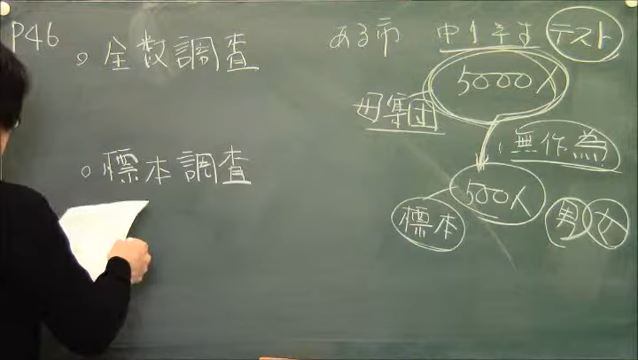 P46
。全数調査
。標本調査
ある市 中1年生 テスト
5000人
母集団
無作為
500人
標本
男 女